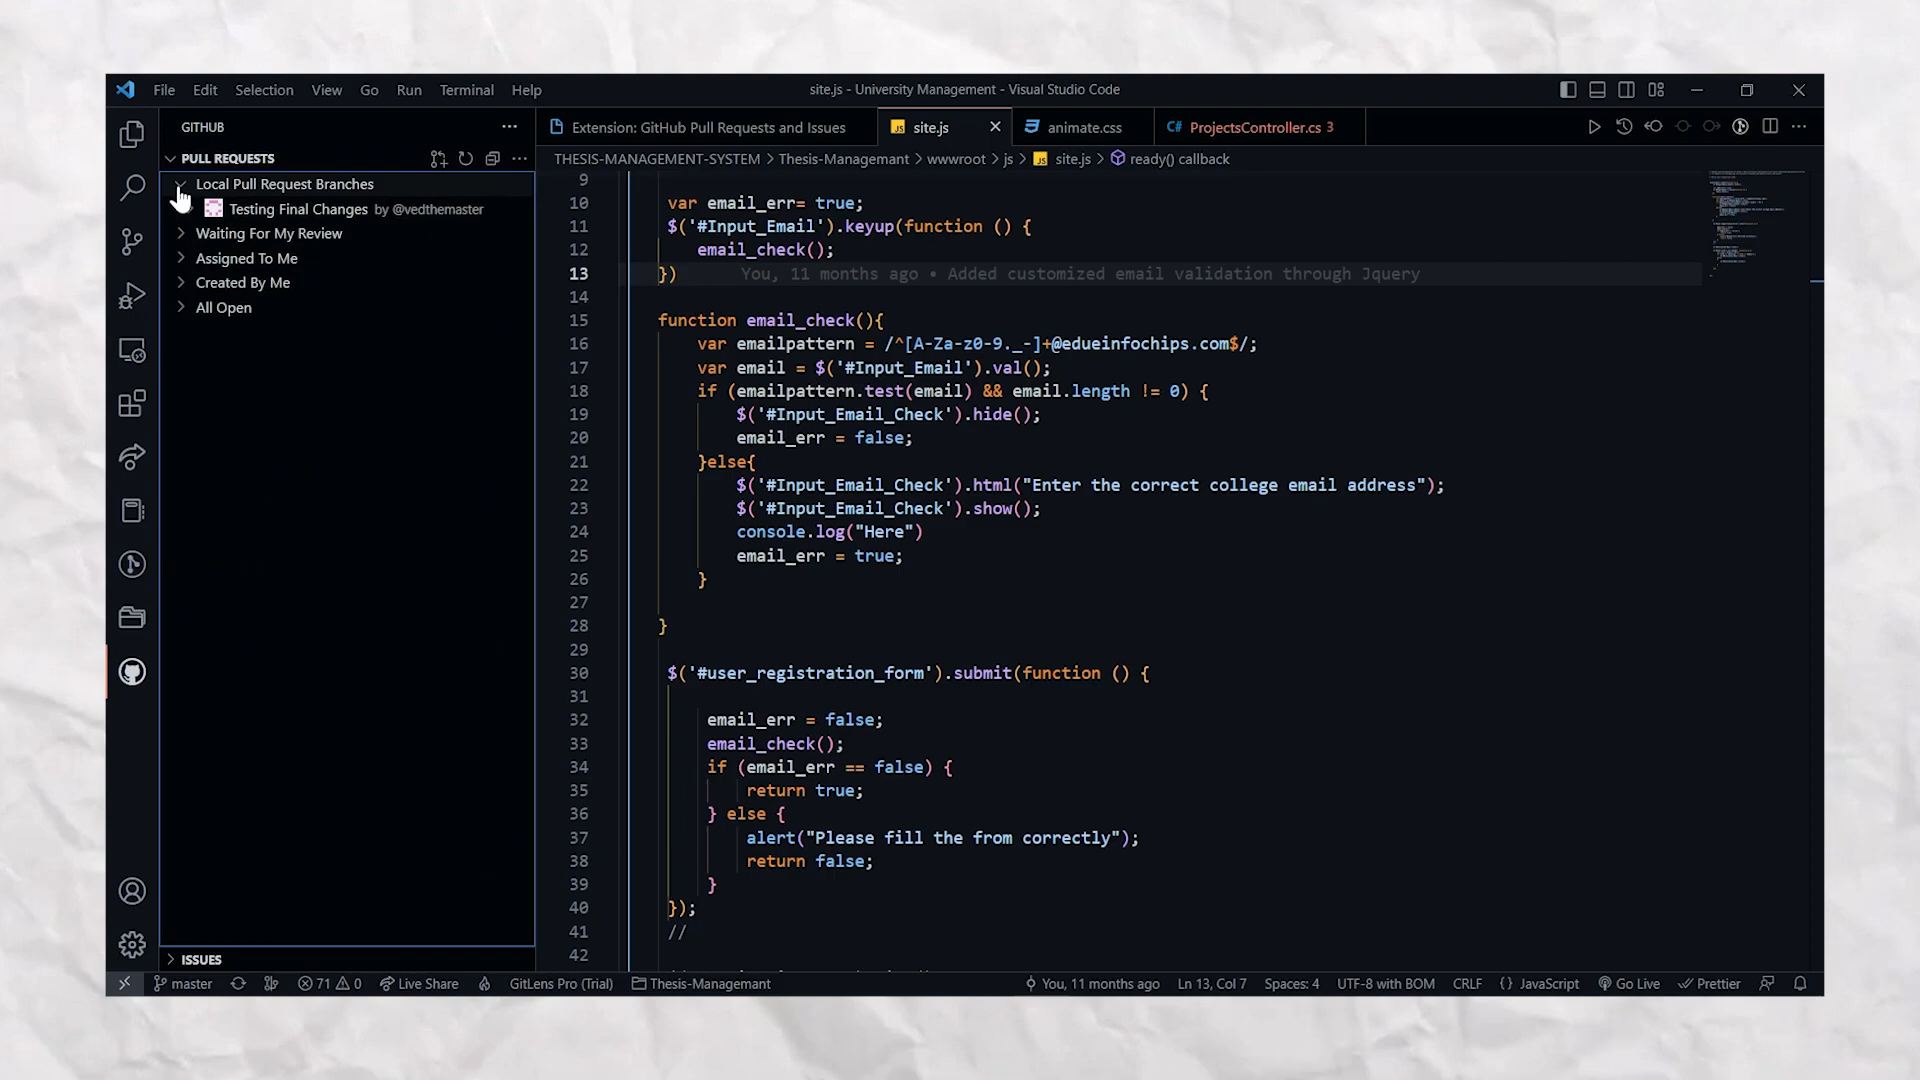 File Edit Selection View Go Run Terminal Help
site.js - University Management - Visual Studio Code
GITHUB
PULL REQUESTS
Local Pull Request Branches
Testing Final Changes by @vedthemaster
Waiting For My Review
Assigned To Me
Created By Me
All Open
ISSUES
Extension: GitHub Pull Requests and Issues
JS site.js
animate.css
C# ProjectsController.cs 3
THESIS-MANAGEMENT-SYSTEM > Thesis-Managemant > wwwroot > js > JS site.js > ready() callback
9
10 var email_err= true;
11 $('#Input_Email').keyup(function () {
12 email_check();
13 }) You, 11 months ago • Added customized email validation through Jquery
14
15 function email_check(){
16 var emailpattern = /^[A-Za-z0-9._-]+@edueinfochips.com$/;
17 var email = $('#Input_Email').val();
18 if (emailpattern.test(email) && email.length != 0) {
19 $('#Input_Email_Check').hide();
20 email_err = false;
21 }else{
22 $('#Input_Email_Check').html("Enter the correct college email address");
23 $('#Input_Email_Check').show();
24 console.log("Here")
25 email_err = true;
26 }
27
28 }
29
30 $('#user_registration_form').submit(function () {
31
32 email_err = false;
33 email_check();
34 if (email_err == false) {
35 return true;
36 } else {
37 alert("Please fill the from correctly");
38 return false;
39 }
40 });
41 //
42
master 71 0 Live Share GitLens Pro (Trial) Thesis-Managemant You, 11 months ago Ln 13, Col 7 Spaces: 4 UTF-8 with BOM CRLF {} JavaScript Go Live Prettier